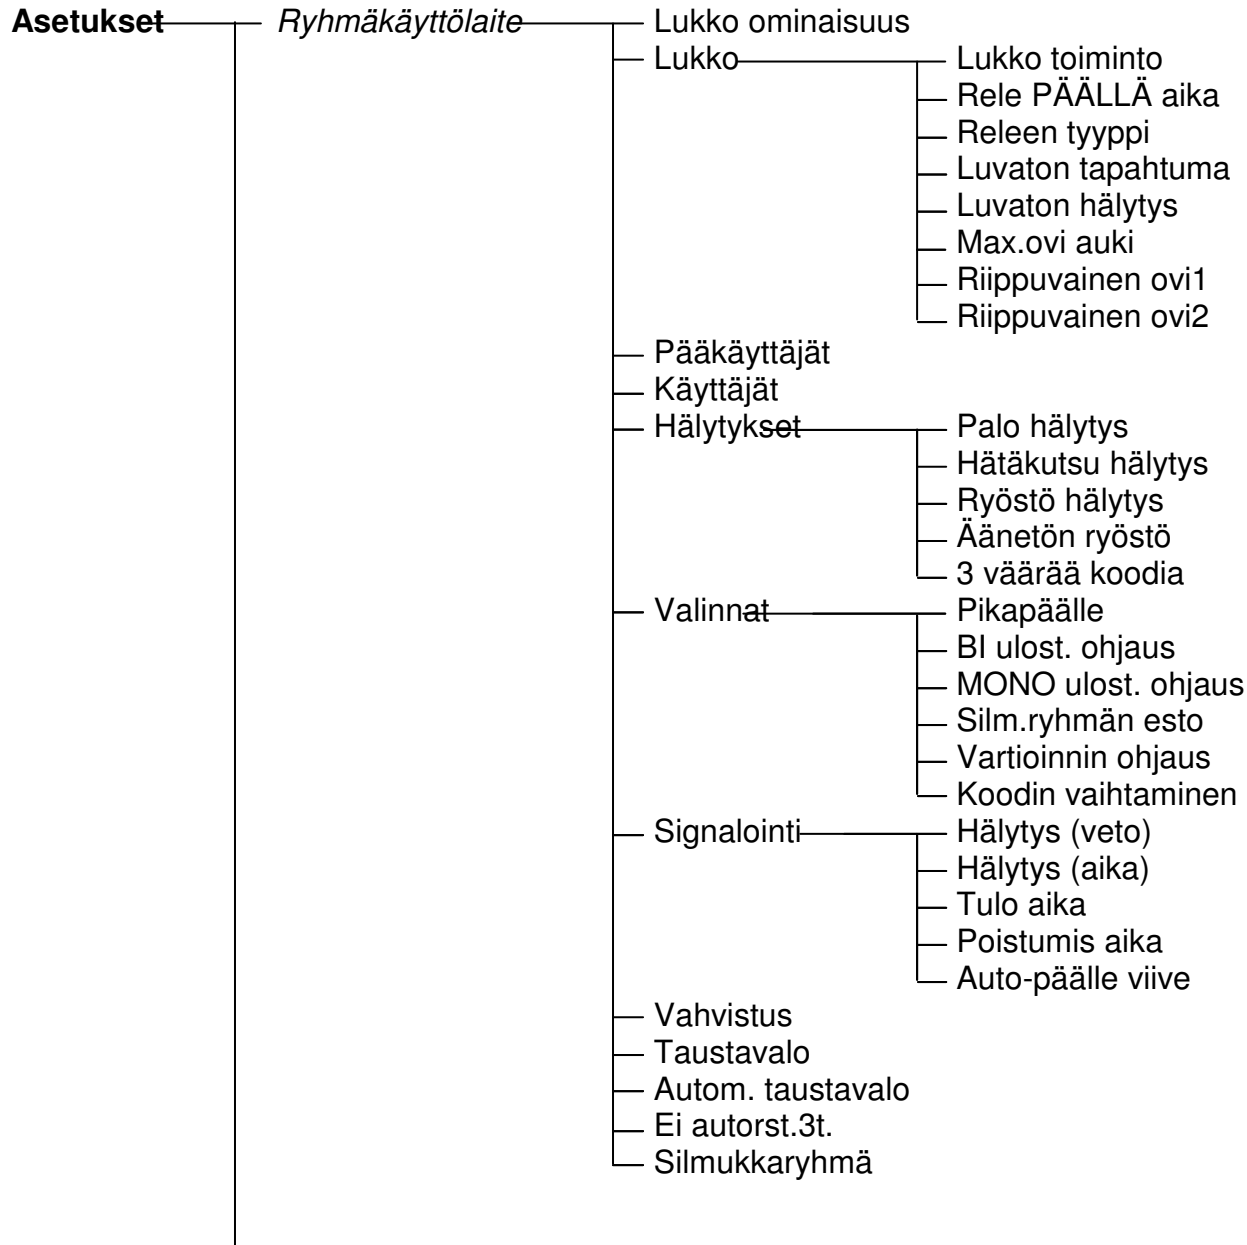 Asetukset Ryhmäkäyttölaite Lukko ominaisuus
Lukko Lukko toiminto
Rele PÄÄLLÄ aika
Releen tyyppi
Luvaton tapahtuma
Luvaton hälytys
Max.ovi auki
Riippuvainen ovi1
Riippuvainen ovi2
Pääkäyttäjät
Käyttäjät
Hälytykset Palo hälytys
Hätäkutsu hälytys
Ryöstö hälytys
Äänetön ryöstö
3 väärää koodia
Valinnat Pikapäälle
BI ulost. ohjaus
MONO ulost. ohjaus
Silm.ryhmän esto
Vartioinnin ohjaus
Koodin vaihtaminen
Signalointi Hälytys (veto)
Hälytys (aika)
Tulo aika
Poistumis aika
Auto-päälle viive
Vahvistus
Taustavalo
Autom. taustavalo
Ei autorst.3t.
Silmukkaryhmä